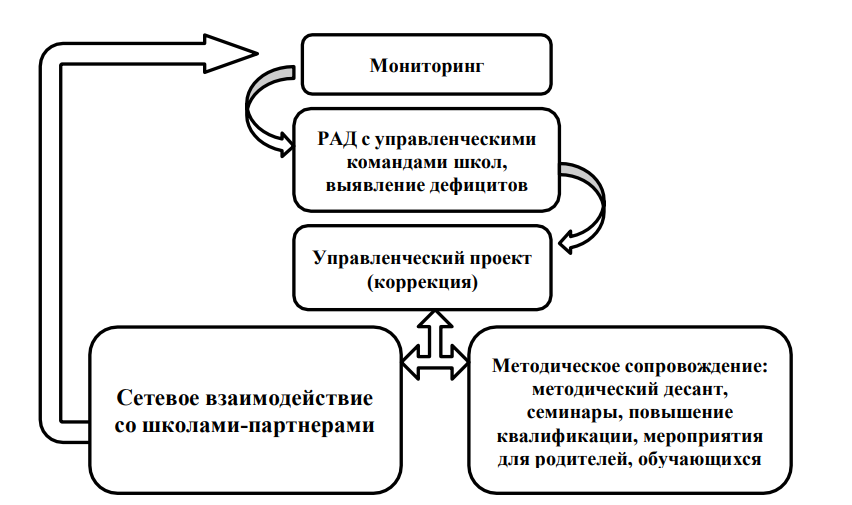 Мониторинг
РАД с управленческими
командами школ,
выявление дефицитов
Управленческий проект
(коррекция)
Сетевое взаимодействие
со школами-партнерами
Методическое сопровождение:
методический десант,
семинары, повышение
квалификации, мероприятия
для родителей, обучающихся